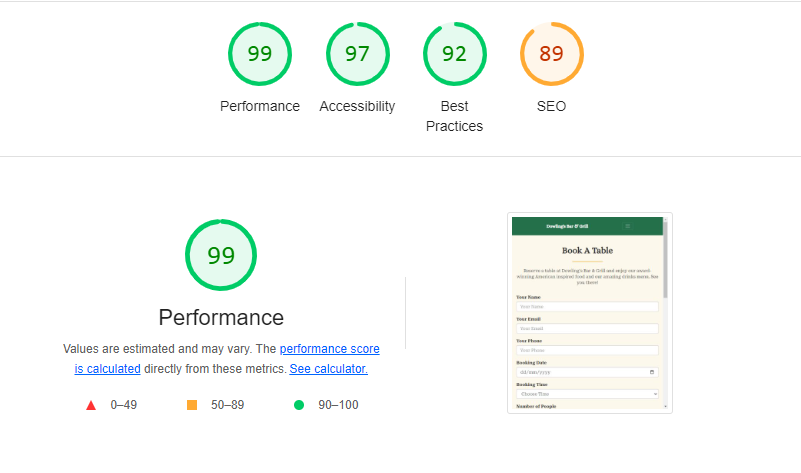 99
97
92
89
Performance
Accessibility
Best
Practices
SEO
99
Performance
Values are estimated and may vary. The performance score
is calculated directly from these metrics. See calculator.
0–49
50–89
90–100
Dowling's Bar & Grill
Book A Table
Reserve a table at Dowling's Bar & Grill and enjoy our award-
winning American inspired food and our amazing drinks menu. See
you there!
Your Name
Your Name
Your Email
Your Email
Your Phone
Your Phone
Booking Date
dd/mm/yyyy
Booking Time
Choose Time
Number of People